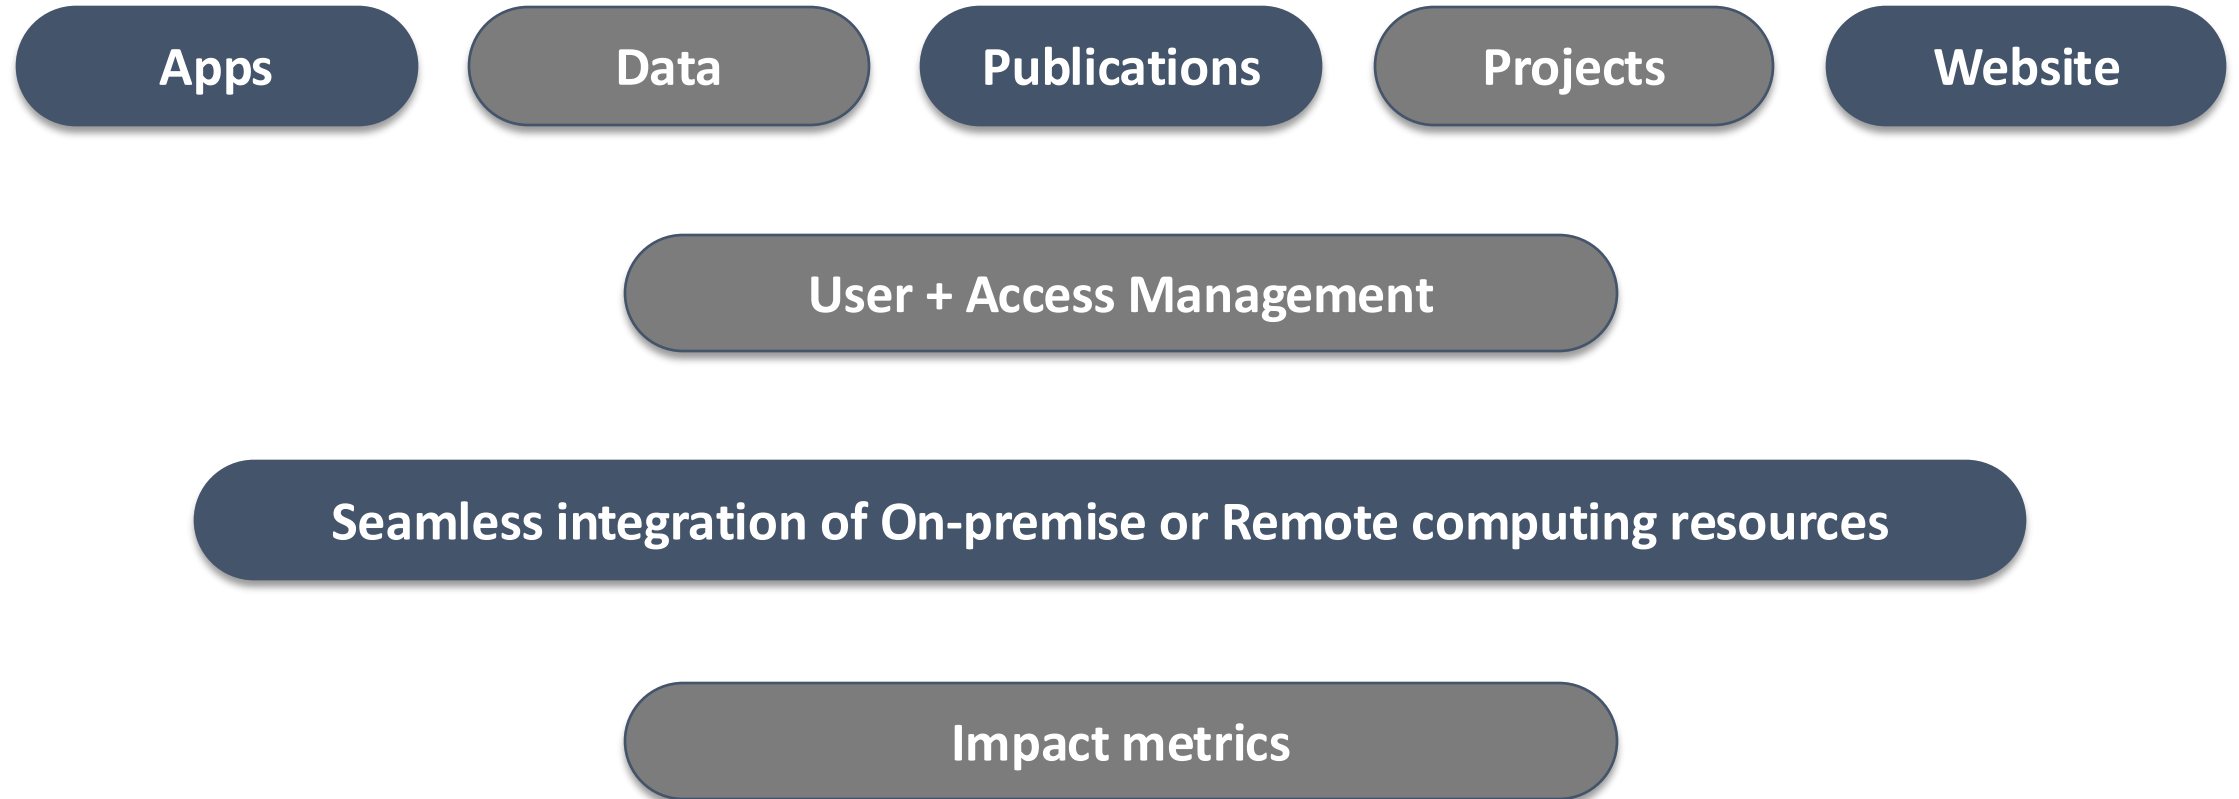 Apps
Data
Publications
Projects
Website
User + Access Management
Seamless integration of On-premise or Remote computing resources
Impact metrics